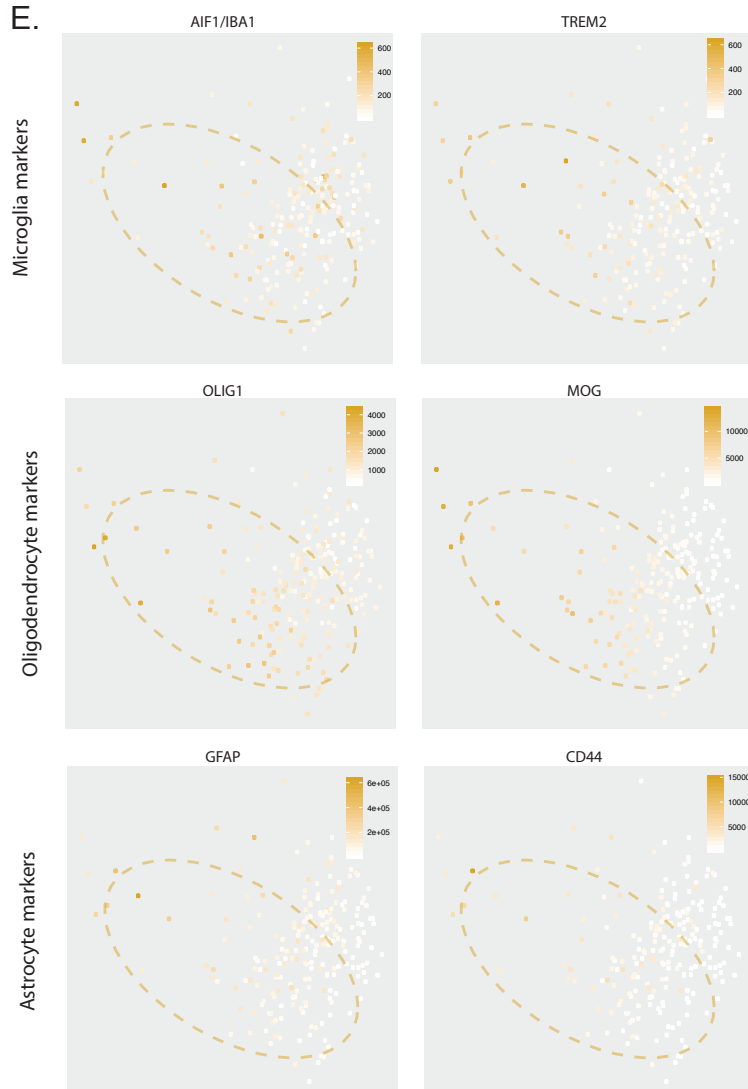 E.
AIF1/IBA1
TREM2
600
400
200
600
400
200
Microglia markers
OLIG1
MOG
4000
3000
2000
1000
10000
5000
Oligodendrocyte markers
GFAP
CD44
6e+05
4e+05
2e+05
15000
10000
5000
Astrocyte markers